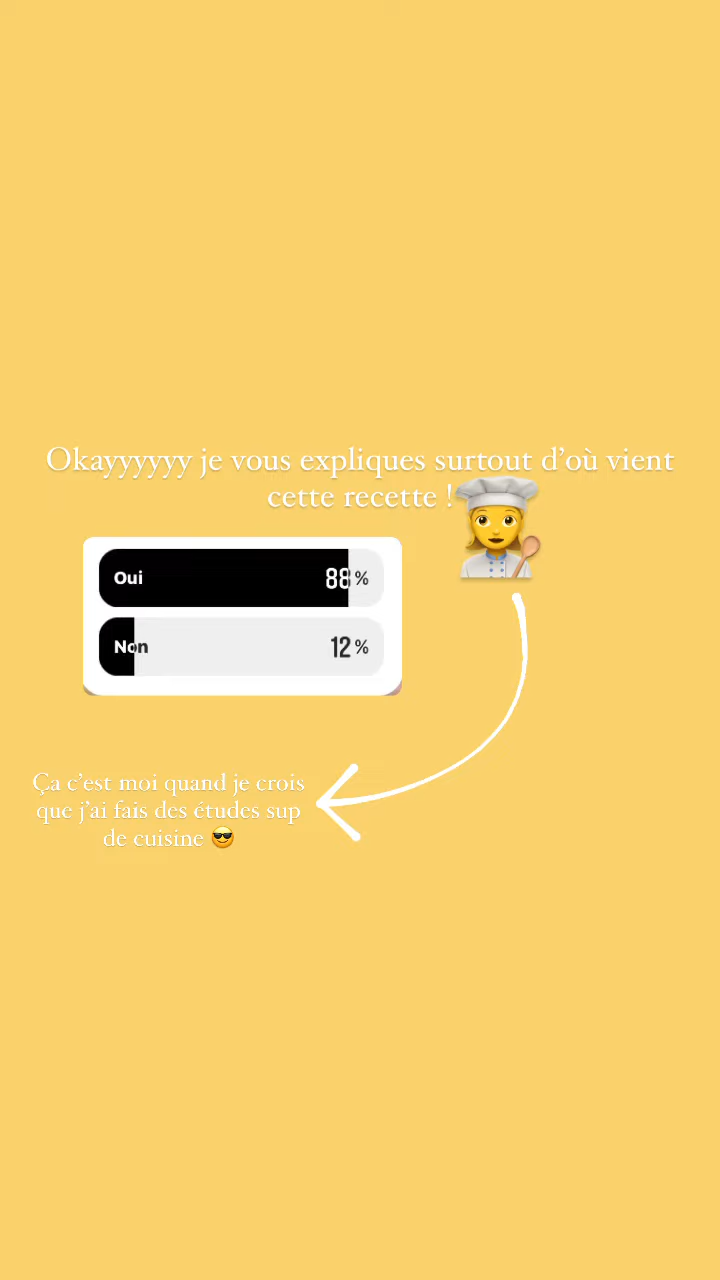 Okayyyyyy je vous expliques surtout d’où vient
cette recette !
Oui 88%
Non 12%
Ça c’est moi quand je crois
que j’ai fais des études sup
de cuisine 😎